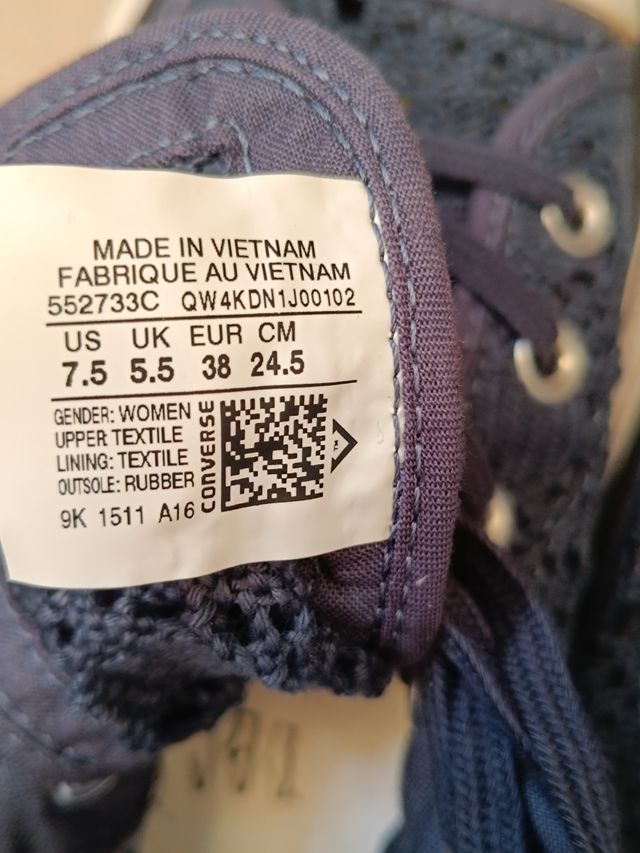 MADE IN VIETNAM
FABRIQUE AU VIETNAM
552733C QW4KDN1J00102
US UK EUR CM
7.5 5.5 38 24.5
GENDER: WOMEN
UPPER: TEXTILE
LINING: TEXTILE
OUTSOLE: RUBBER
CONVERSE
9K 1511 A16